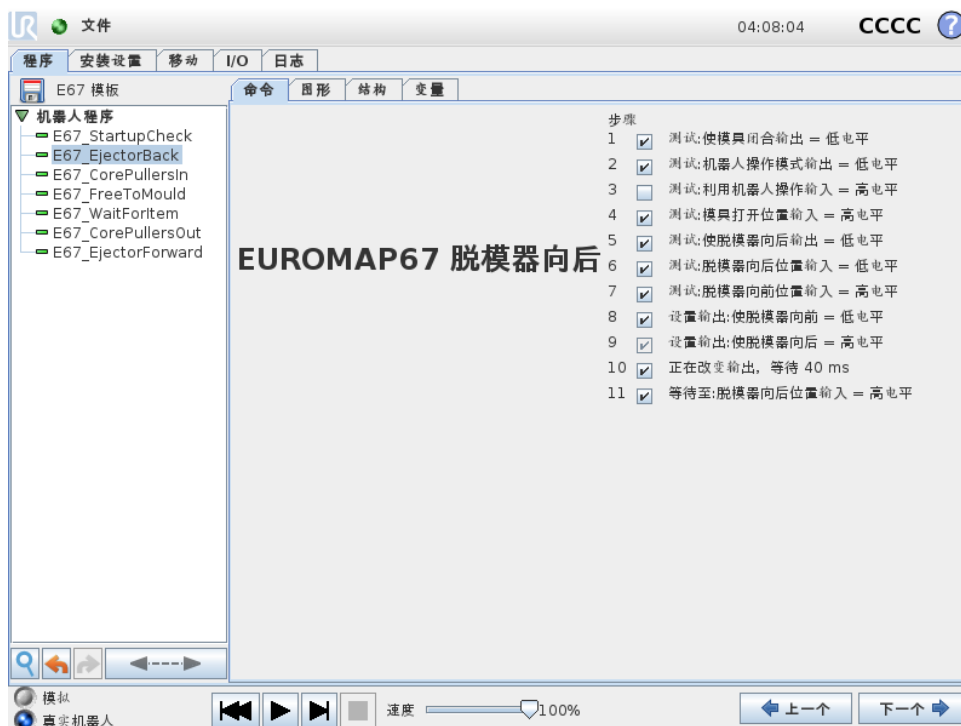 UR 文件 04:08:04 CCCC ?
程序 安装设置 移动 I/O 日志
E67 模板
命令 图形 结构 变量
机器人程序
E67_StartupCheck
E67_EjectorBack
E67_CorePullersIn
E67_FreeToMould
E67_WaitForItem
E67_CorePullersOut
E67_EjectorForward
EUROMAP67 脱模器向后
步骤
1 测试:使模具闭合输出 = 低电平
2 测试:机器人操作模式输出 = 低电平
3 测试:利用机器人操作输入 = 高电平
4 测试:模具打开位置输入 = 高电平
5 测试:使脱模器向后输出 = 低电平
6 测试:脱模器向后位置输入 = 低电平
7 测试:脱模器向前位置输入 = 高电平
8 设置输出:使脱模器向前 = 低电平
9 设置输出:使脱模器向后 = 高电平
10 正在改变输出，等待 40 ms
11 等待至:脱模器向后位置输入 = 高电平
模拟
真实机器人
速度 100%
上一个 下一个